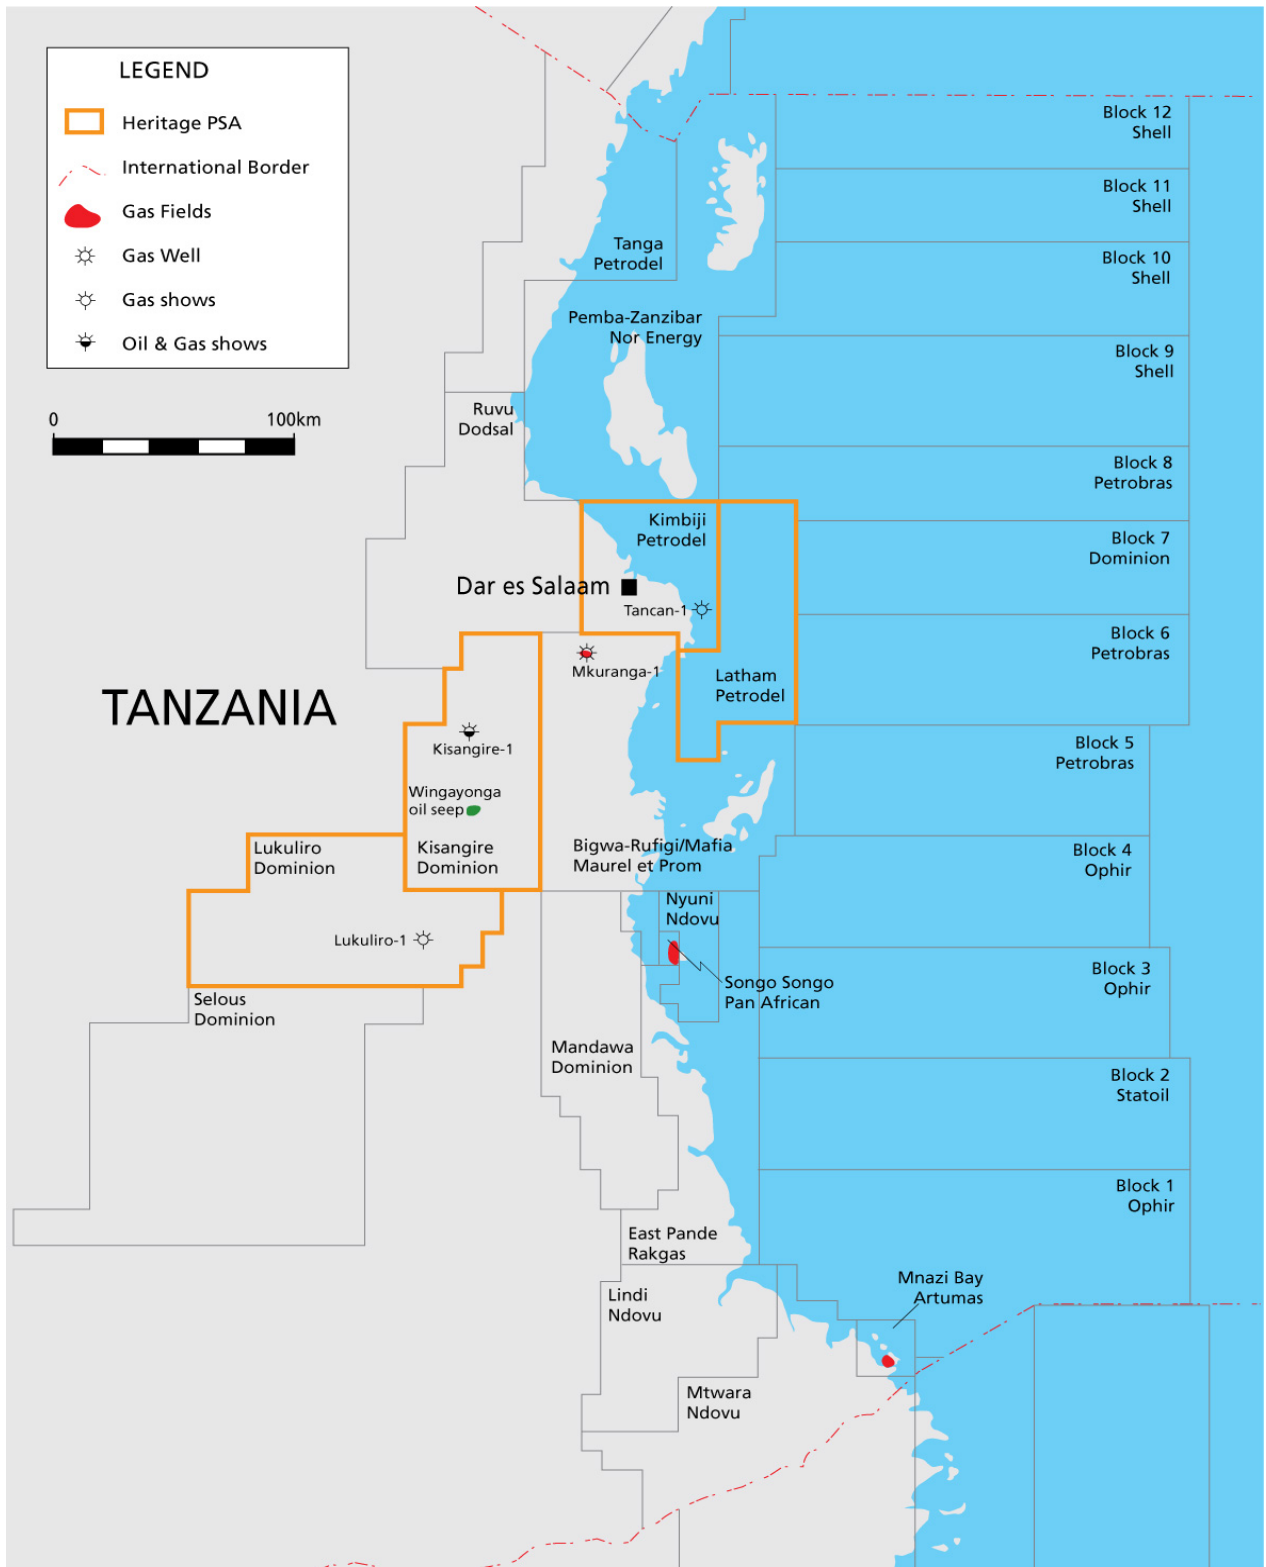 LEGEND
Heritage PSA
International Border
Gas Fields
Gas Well
Gas shows
Oil & Gas shows
0 100km
Block 12
Shell
Block 11
Shell
Block 10
Shell
Block 9
Shell
Block 8
Petrobras
Block 7
Dominion
Block 6
Petrobras
Block 5
Petrobras
Block 4
Ophir
Block 3
Ophir
Block 2
Statoil
Block 1
Ophir
Tanga
Petrodel
Pemba-Zanzibar
Nor Energy
Ruvu
Dodsal
Kimbiji
Petrodel
Dar es Salaam
Tancan-1
Mkuranga-1
Latham
Petrodel
TANZANIA
Kisangire-1
Wingayonga
oil seep
Kisangire
Dominion
Lukuliro
Dominion
Lukuliro-1
Bigwa-Rufigi/Mafia
Maurel et Prom
Nyuni
Ndovu
Songo Songo
Pan African
Selous
Dominion
Mandawa
Dominion
East Pande
Rakgas
Lindi
Ndovu
Mtwara
Ndovu
Mnazi Bay
Artumas